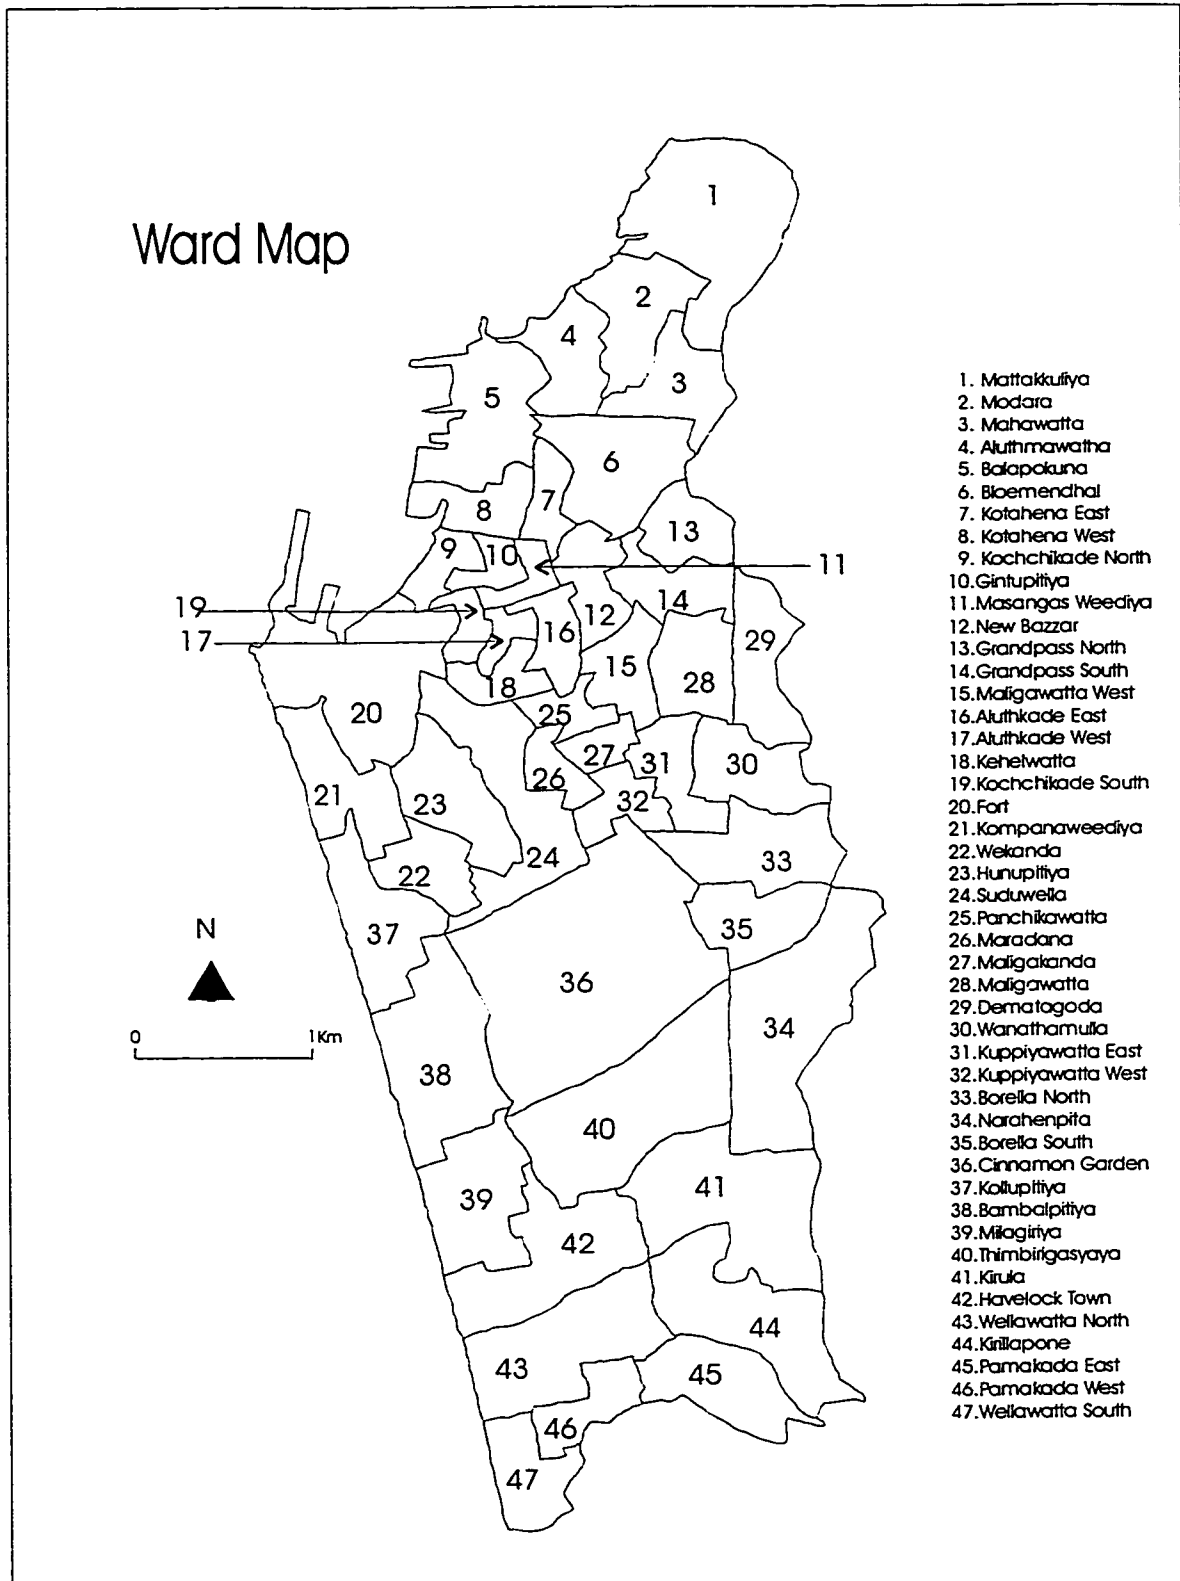 Ward Map
1
2
4
3
5
6
7
8
13
9
10
11
19
12
14
17
16
29
15
18
28
20
25
27
31
30
26
21
32
23
24
33
22
35
37
N
36
34
0 1Km
38
40
41
39
42
44
43
45
46
47
1. Mattakkuliya
2. Modara
3. Mahawatta
4. Aluthmawatha
5. Balapokuna
6. Bloemendhal
7. Kotahena East
8. Kotahena West
9. Kochchikade North
10.Gintupitiya
11.Masangas Weediya
12.New Bazzar
13.Grandpass North
14.Grandpass South
15.Maligawatta West
16.Aluthkade East
17.Aluthkade West
18.Kehelwatta
19.Kochchikade South
20.Fort
21.Kompanaweediya
22.Wekanda
23.Hunupitiya
24.Suduwella
25.Panchikawatta
26.Maradana
27.Maligakanda
28.Maligawatta
29.Dematagoda
30.Wanathamulla
31.Kuppiyawatta East
32.Kuppiyawatta West
33.Borella North
34.Narahenpita
35.Borella South
36.Cinnamon Garden
37.Kollupitiya
38.Bambalpitiya
39.Milagiriya
40.Thimbirigasyaya
41.Kirula
42.Havelock Town
43.Wellawatta North
44.Kirillapone
45.Pamakada East
46.Pamakada West
47.Wellawatta South